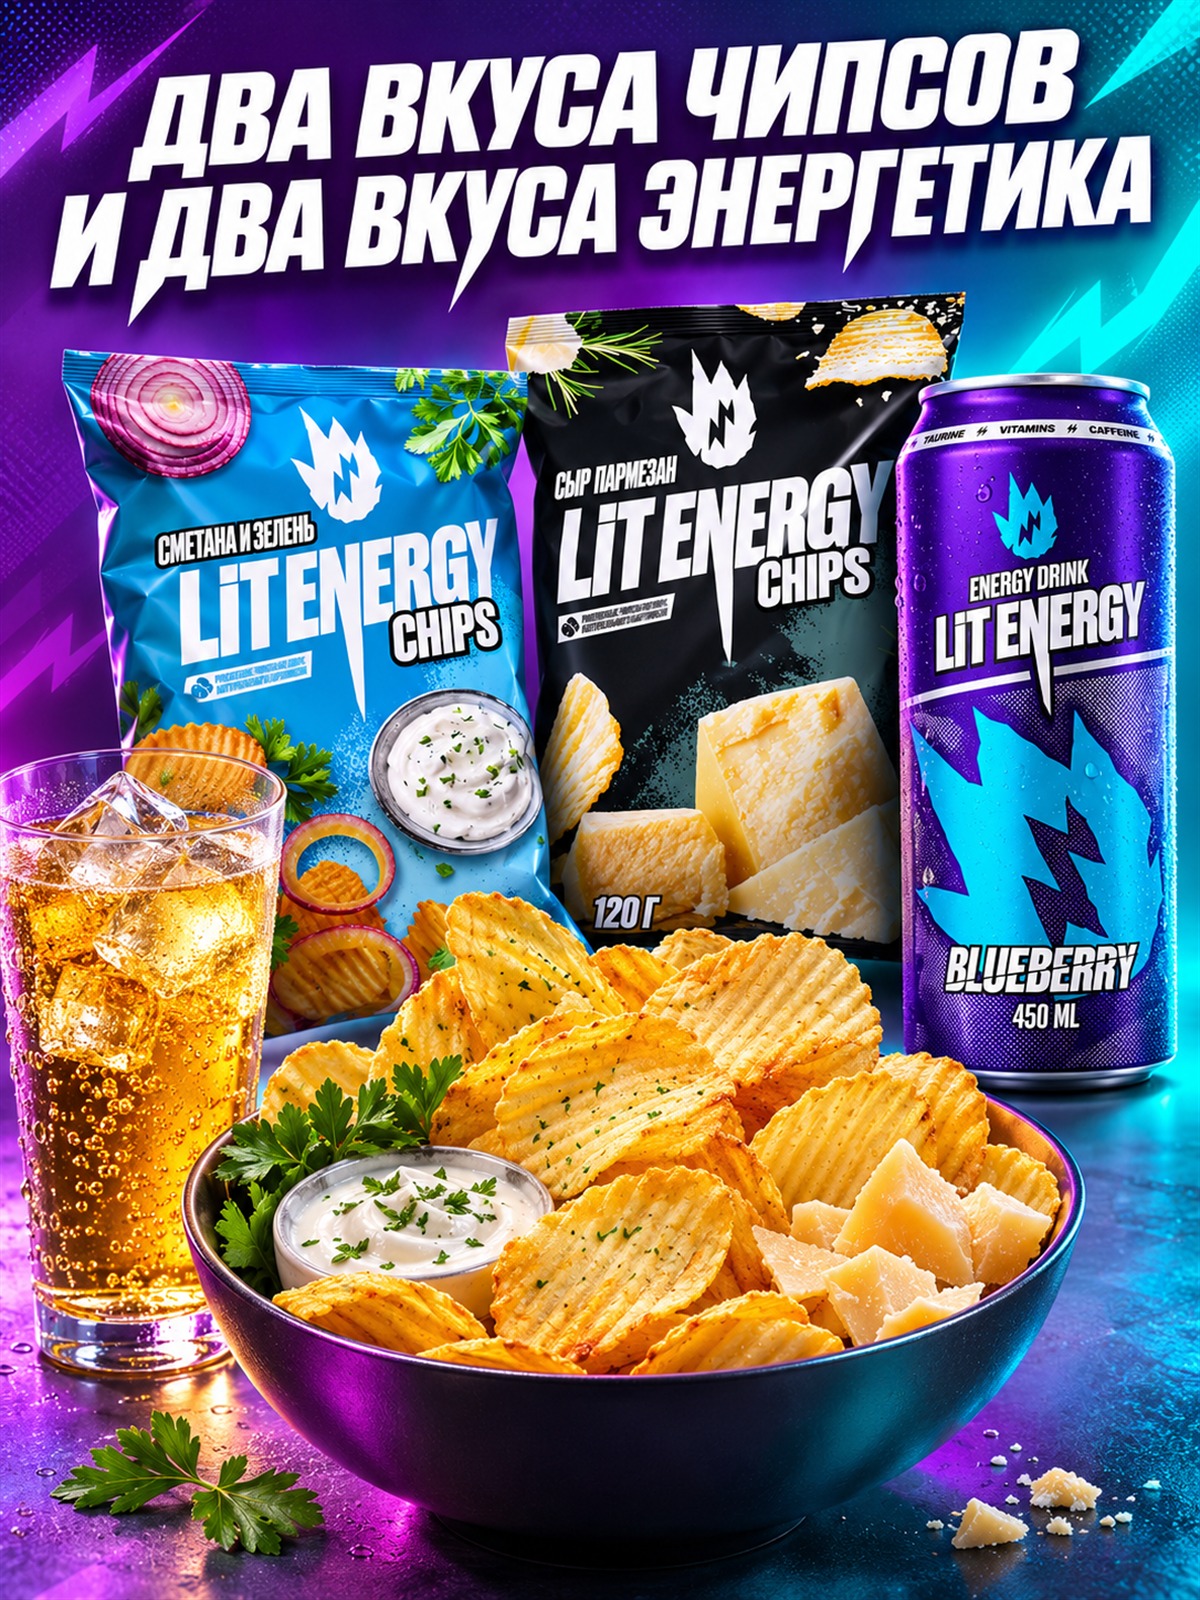 ДВА ВКУСА ЧИПСОВ
И ДВА ВКУСА ЭНЕРГЕТИКА
СМЕТАНА И ЗЕЛЕНЬ
LIT ENERGY
CHIPS
СЫР ПАРМЕЗАН
LIT ENERGY
CHIPS
120 Г
TAURINE VITAMINS CAFFEINE
ENERGY DRINK
LIT ENERGY
BLUEBERRY
450 ML